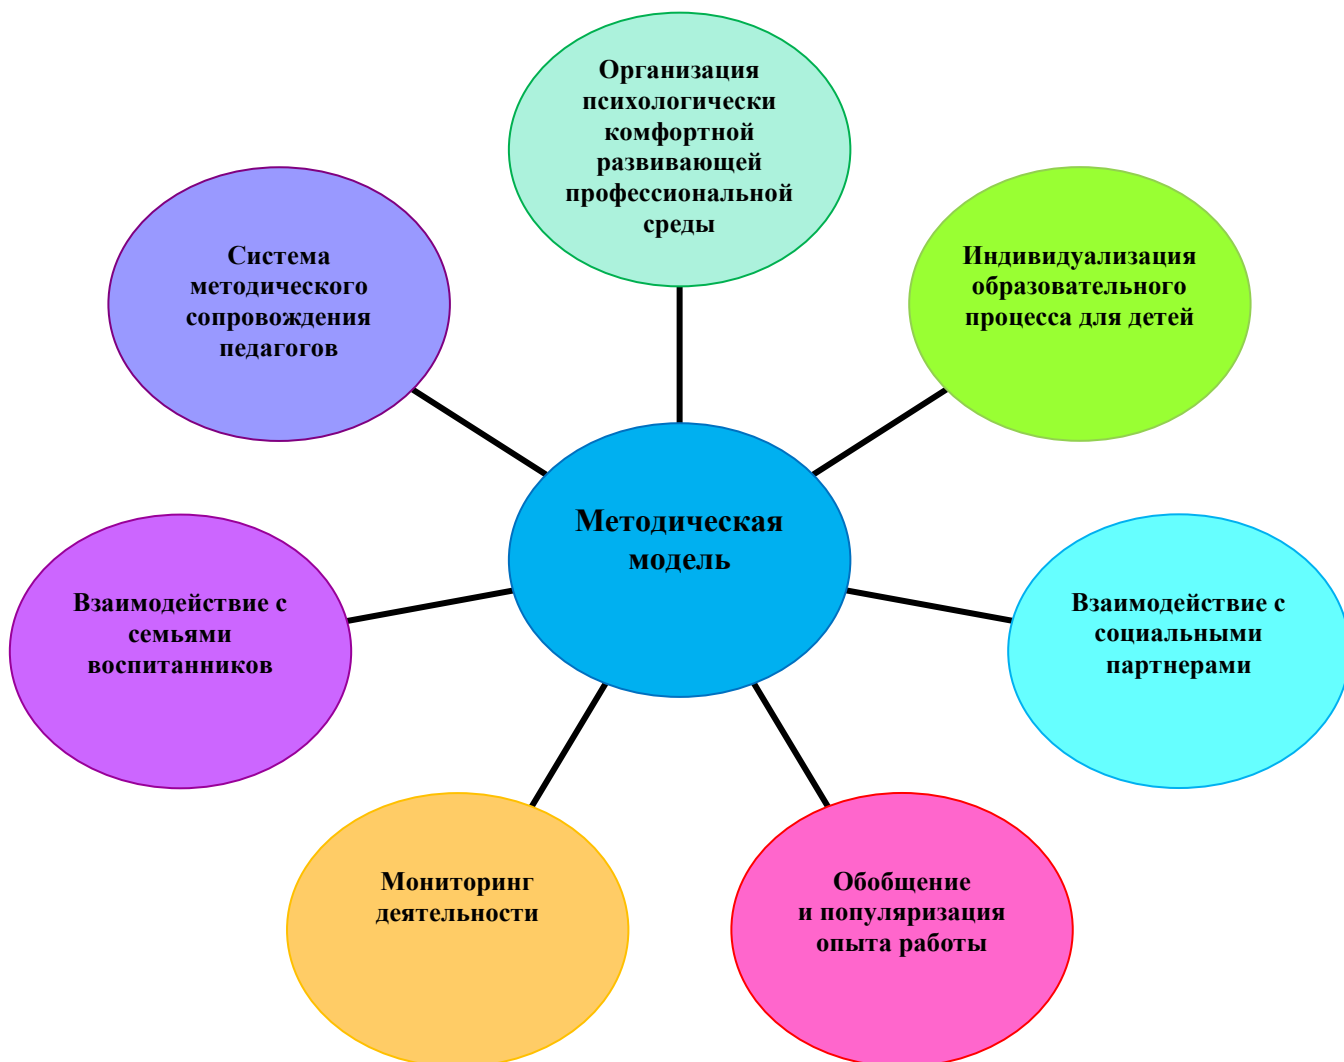 Организация
психологически
комфортной
развивающей
профессиональной
среды
Система
методического
сопровождения
педагогов
Индивидуализация
образовательного
процесса для детей
Методическая
модель
Взаимодействие с
семьями
воспитанников
Взаимодействие с
социальными
партнерами
Мониторинг
деятельности
Обобщение
и популяризация
опыта работы